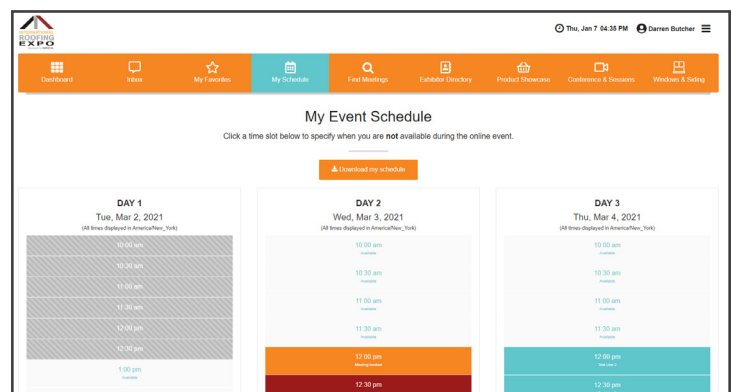 INTERNATIONAL
ROOFING
EXPO
Thu, Jan 7 04:35 PM Darren Butcher
Dashboard Inbox My Favorites My Schedule Find Meetings Exhibitor Directory Product Showcase Conference & Sessions Windows & Siding
My Event Schedule
Click a time slot below to specify when you are not available during the online event.
Download my schedule
DAY 1
Tue, Mar 2, 2021
(All times displayed in America/New_York)
10:00 am
10:30 am
11:00 am
11:30 am
12:00 pm
12:30 pm
1:00 pm
Available
DAY 2
Wed, Mar 3, 2021
(All times displayed in America/New_York)
10:00 am
Available
10:30 am
Available
11:00 am
Available
11:30 am
Available
12:00 pm
Meeting booked
12:30 pm
DAY 3
Thu, Mar 4, 2021
(All times displayed in America/New_York)
10:00 am
Available
10:30 am
Available
11:00 am
Available
11:30 am
Available
12:00 pm
12:30 pm